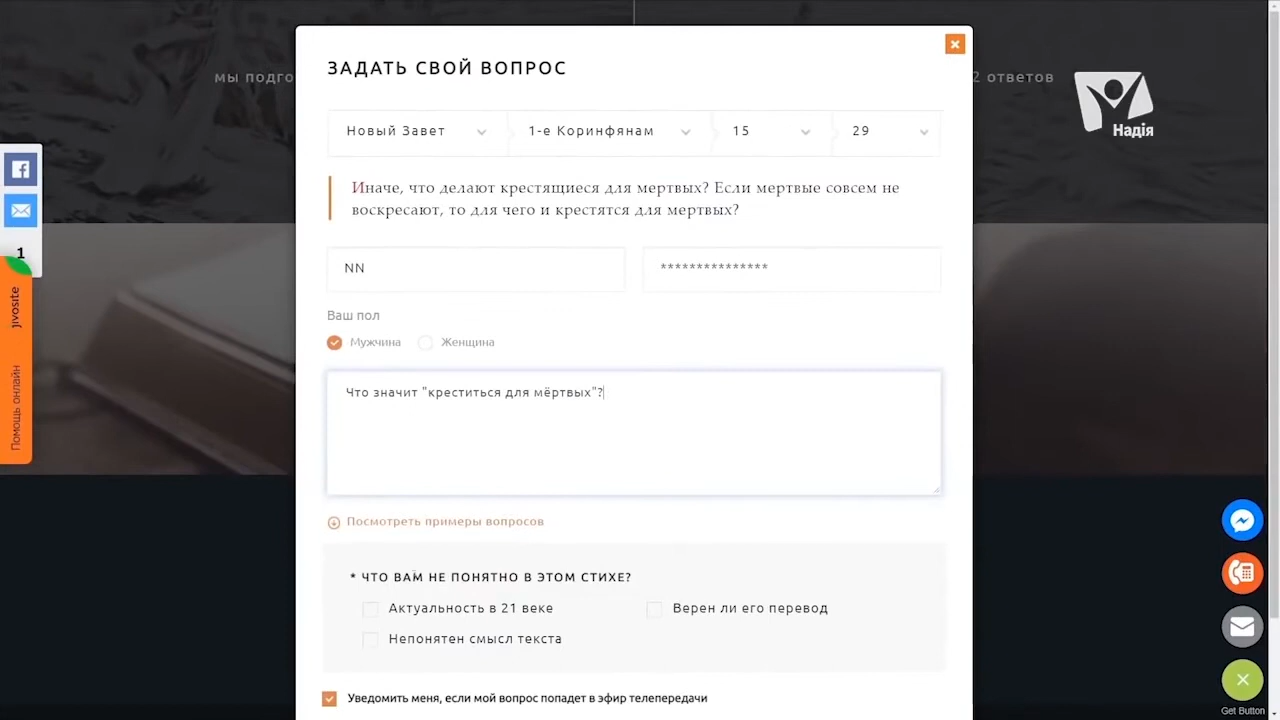 мы подго
2 ответов
Надія
ЗАДАТЬ СВОЙ ВОПРОС
Новый Завет
1-е Коринфянам
15
29
Иначе, что делают крестящиеся для мертвых? Если мертвые совсем не
воскресают, то для чего и крестятся для мертвых?
NN
***************
Ваш пол
Мужчина
Женщина
Что значит "креститься для мёртвых"?
Посмотреть примеры вопросов
* ЧТО ВАМ НЕ ПОНЯТНО В ЭТОМ СТИХЕ?
Актуальность в 21 веке
Верен ли его перевод
Непонятен смысл текста
Уведомить меня, если мой вопрос попадет в эфир телепередачи
1
jivosite
Помощь онлайн
Get Button